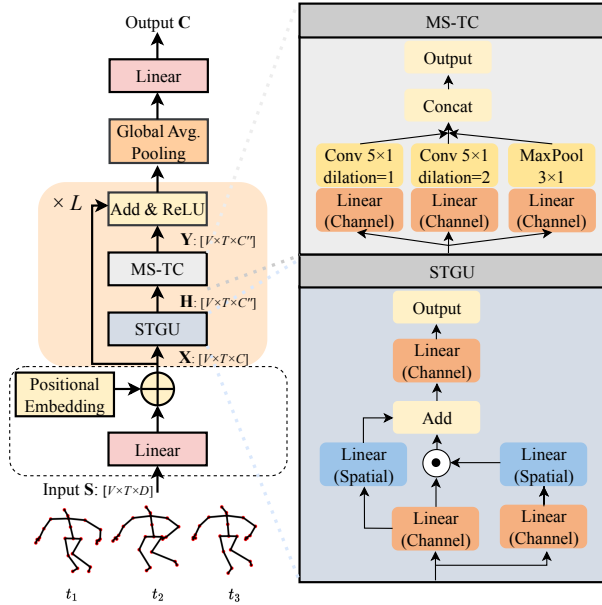 Output C
Linear
Global Avg.
Pooling
× L
Add & ReLU
Y: [V×T×C″]
MS-TC
H: [V×T×C″]
STGU
X: [V×T×C]
Positional
Embedding
Linear
Input S: [V×T×D]
t1 t2 t3
MS-TC
Output
Concat
Conv 5×1 Conv 5×1 MaxPool
dilation=1 dilation=2 3×1
Linear Linear Linear
(Channel) (Channel) (Channel)
STGU
Output
Linear
(Channel)
Add
Linear Linear
(Spatial) (Spatial)
Linear Linear
(Channel) (Channel)